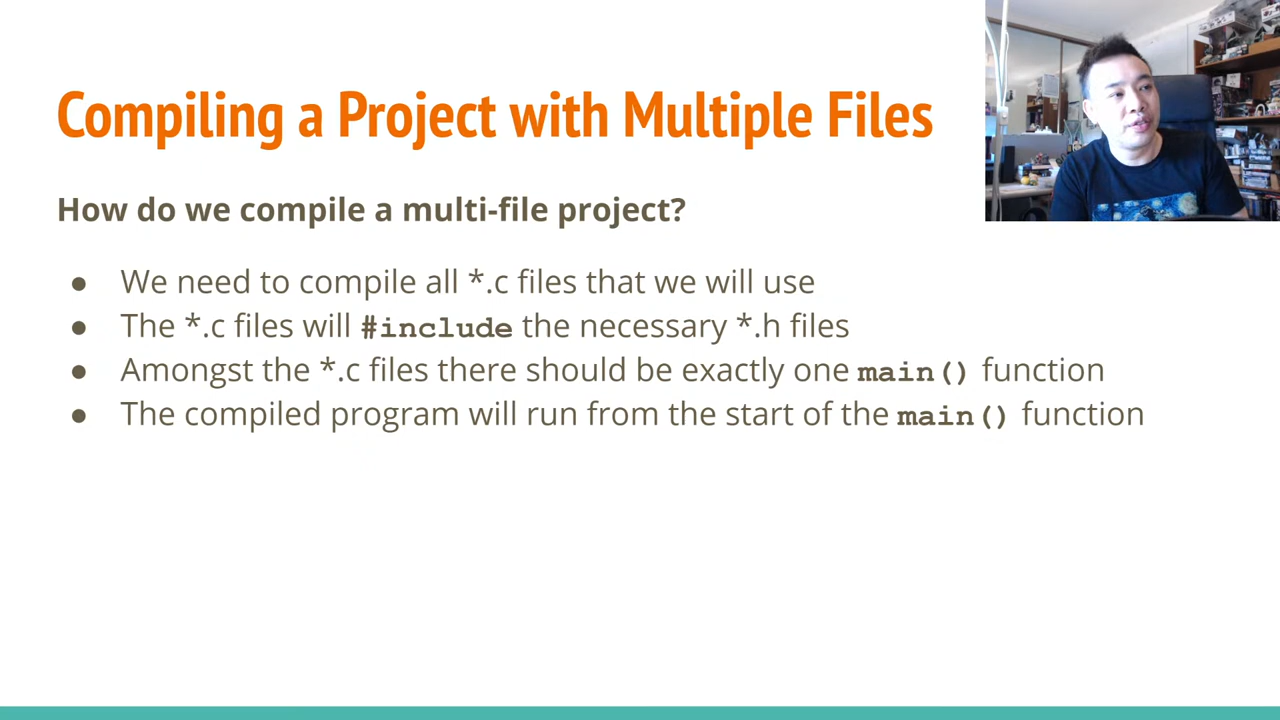 Compiling a Project with Multiple Files
How do we compile a multi-file project?
● We need to compile all *.c files that we will use
● The *.c files will #include the necessary *.h files
● Amongst the *.c files there should be exactly one main() function
● The compiled program will run from the start of the main() function